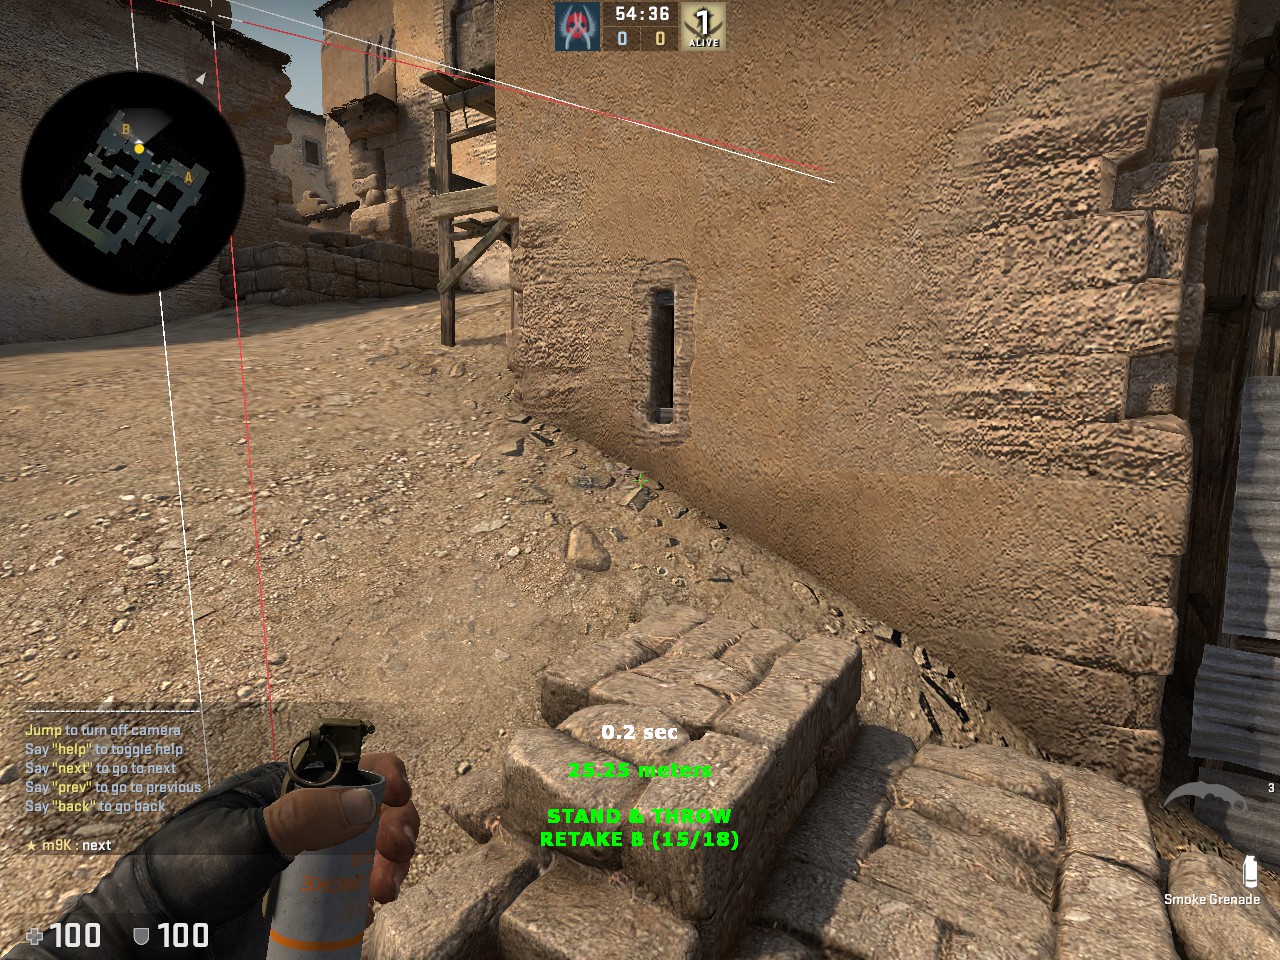 54:36
0 0
1
ALIVE
B
A
Jump to turn off camera
Say "help" to toggle help
Say "next" to go to next
Say "prev" to go to previous
Say "back" to go back
★ m9K : next
0.2 sec
25.25 meters
STAND & THROW
RETAKE B (15/18)
3
Smoke Grenade
100 100